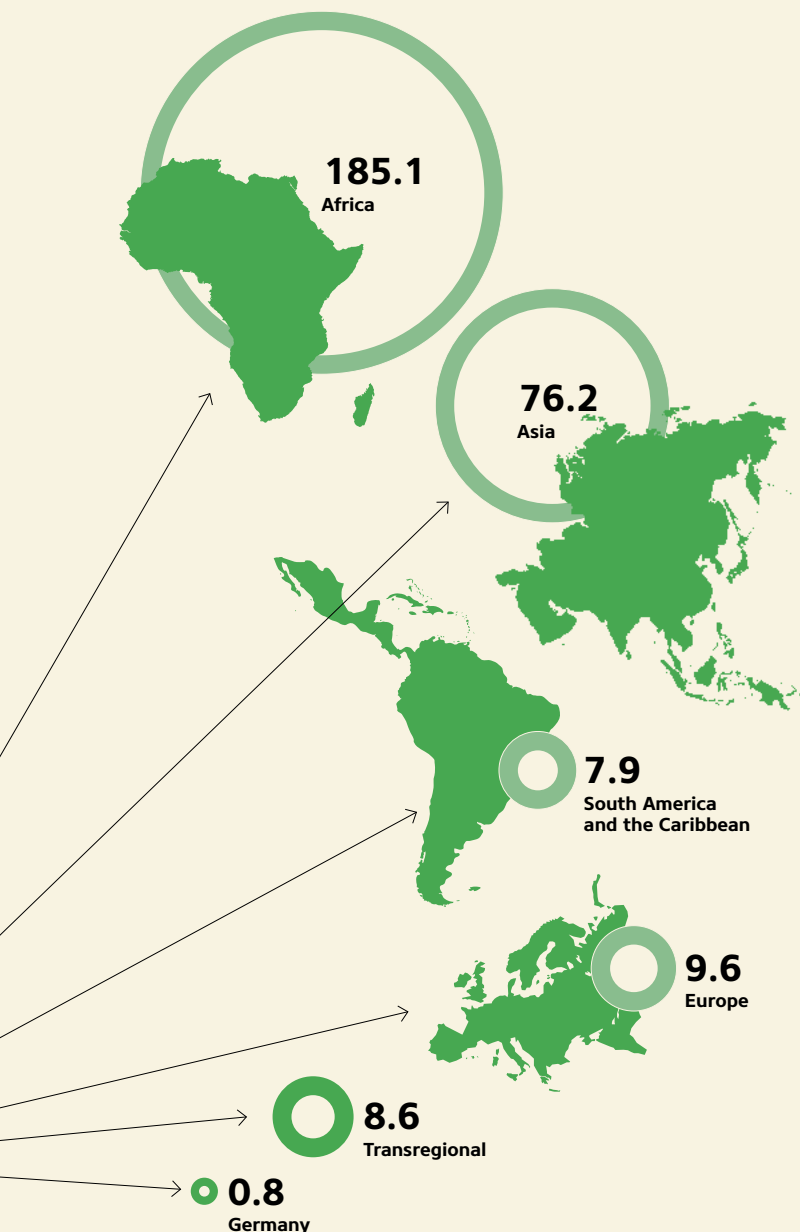 185.1
Africa
76.2
Asia
7.9
South America
and the Caribbean
9.6
Europe
8.6
Transregional
0.8
Germany